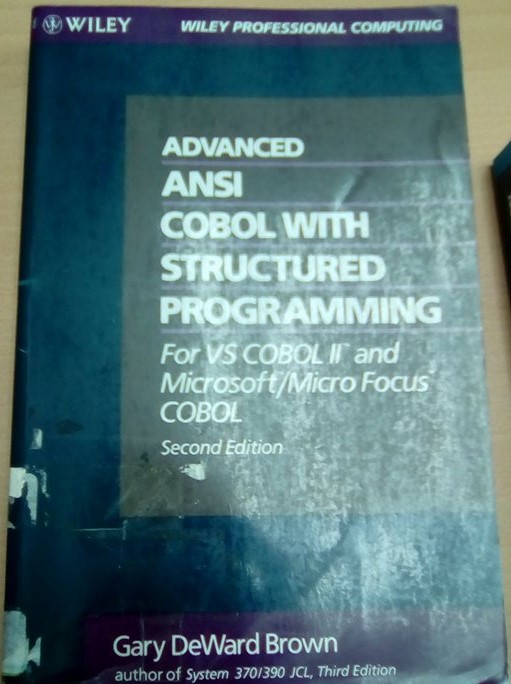 WILEY
WILEY PROFESSIONAL COMPUTING
ADVANCED
ANSI
COBOL WITH
STRUCTURED
PROGRAMMING
For VS COBOL II™ and
Microsoft/Micro Focus
COBOL
Second Edition
Gary DeWard Brown
author of System 370/390 JCL, Third Edition